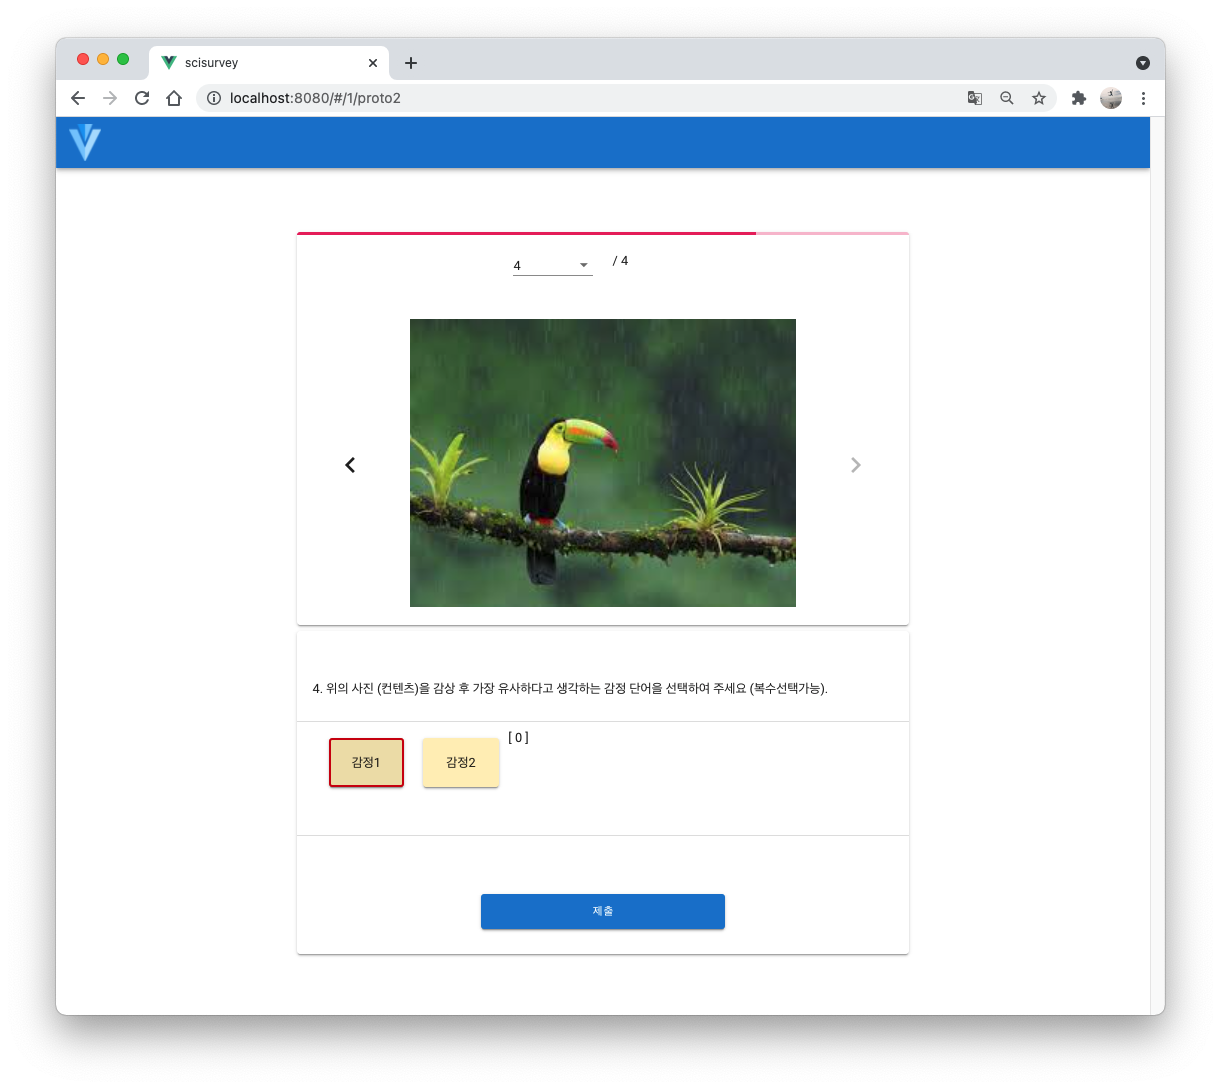 scisurvey
localhost:8080/#/1/proto2
4
/ 4
4. 위의 사진 (컨텐츠)을 감상 후 가장 유사하다고 생각하는 감정 단어을 선택하여 주세요 (복수선택가능).
감정1
감정2
[ 0 ]
제출